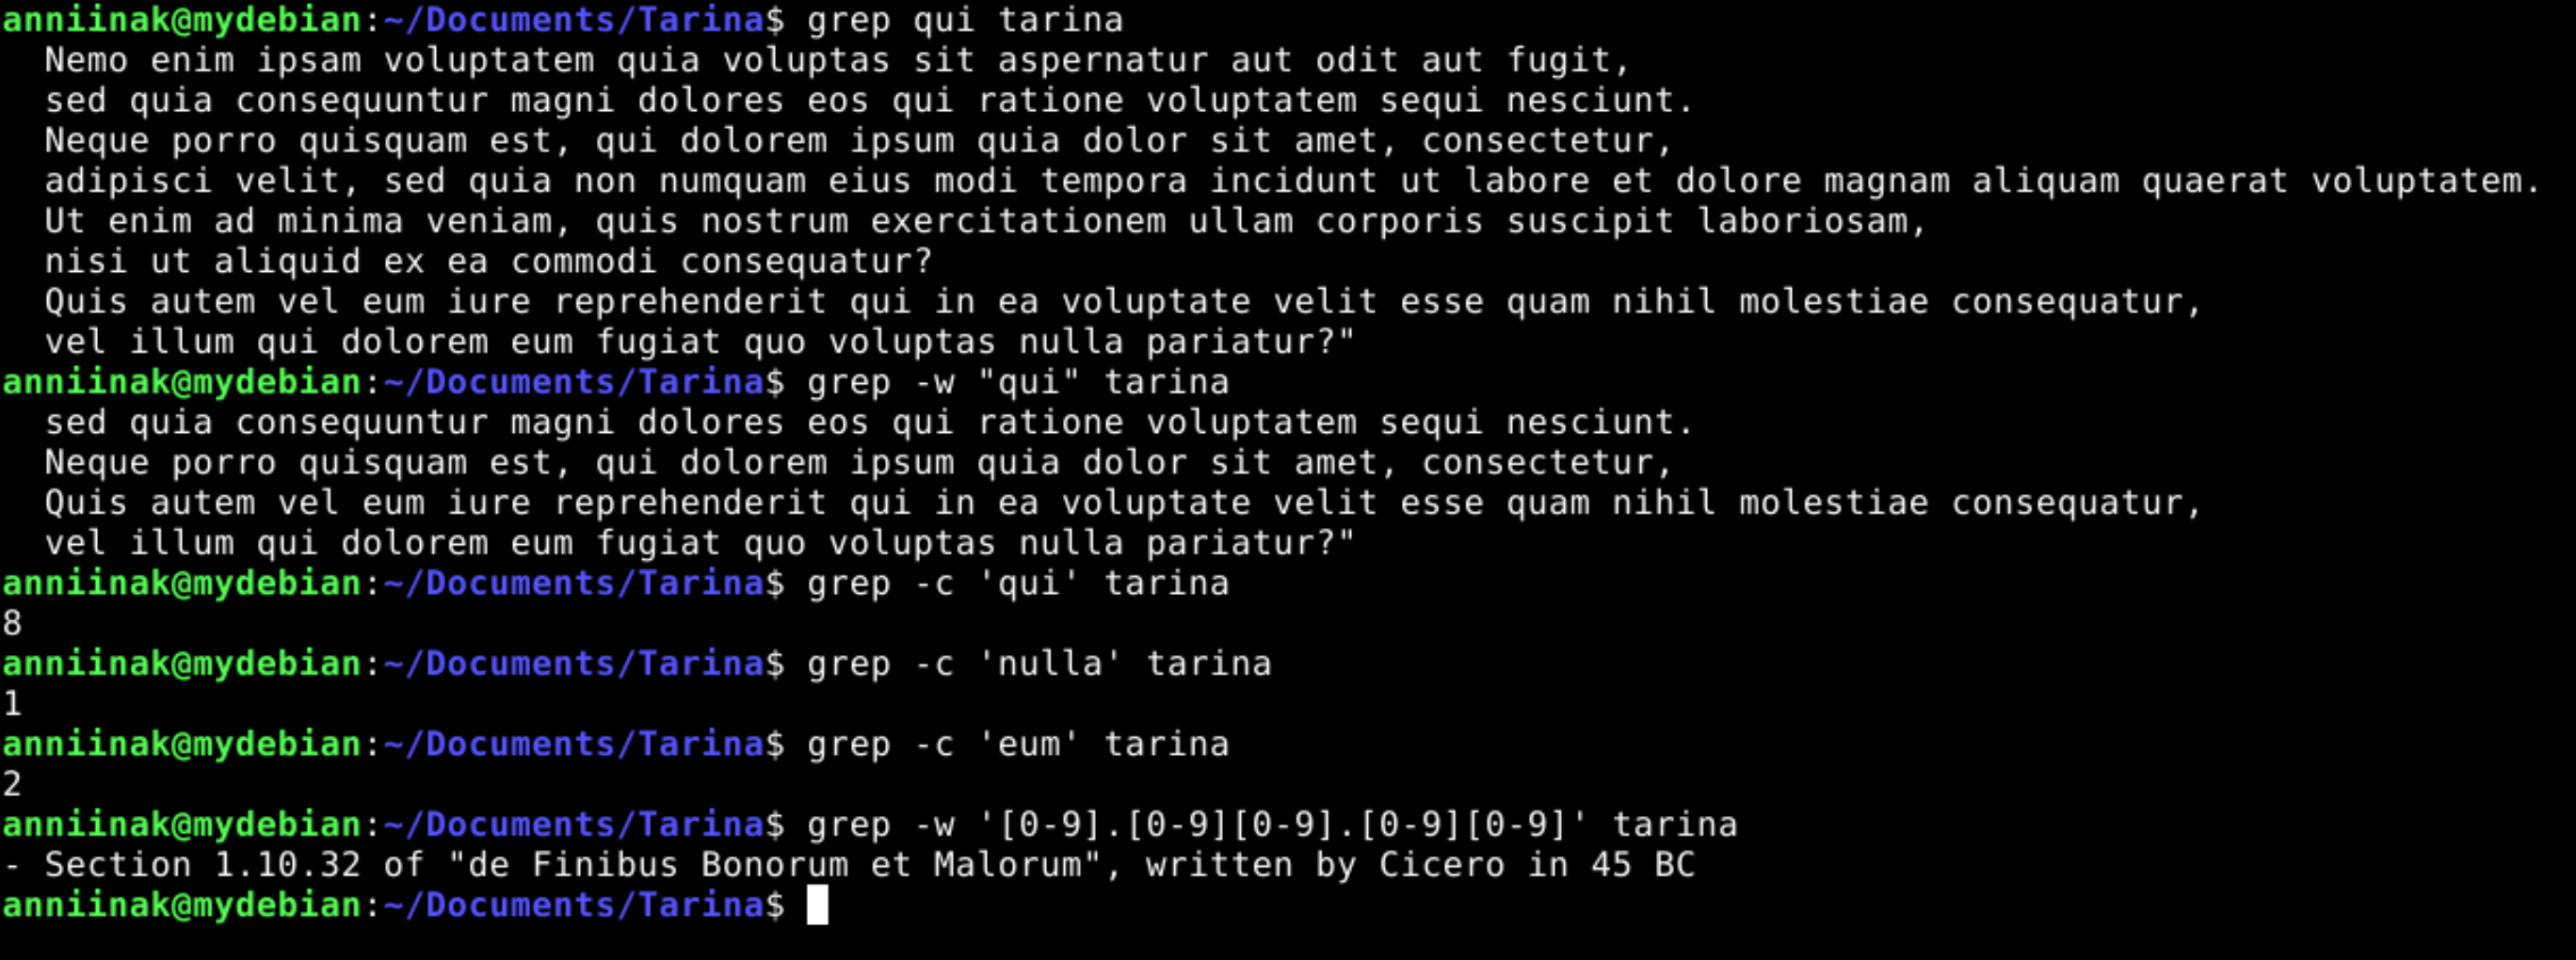 anniinak@mydebian:~/Documents/Tarina$ grep qui tarina
  Nemo enim ipsam voluptatem quia voluptas sit aspernatur aut odit aut fugit,
  sed quia consequuntur magni dolores eos qui ratione voluptatem sequi nesciunt.
  Neque porro quisquam est, qui dolorem ipsum quia dolor sit amet, consectetur,
  adipisci velit, sed quia non numquam eius modi tempora incidunt ut labore et dolore magnam aliquam quaerat voluptatem.
  Ut enim ad minima veniam, quis nostrum exercitationem ullam corporis suscipit laboriosam,
  nisi ut aliquid ex ea commodi consequatur?
  Quis autem vel eum iure reprehenderit qui in ea voluptate velit esse quam nihil molestiae consequatur,
  vel illum qui dolorem eum fugiat quo voluptas nulla pariatur?"
anniinak@mydebian:~/Documents/Tarina$ grep -w "qui" tarina
  sed quia consequuntur magni dolores eos qui ratione voluptatem sequi nesciunt.
  Neque porro quisquam est, qui dolorem ipsum quia dolor sit amet, consectetur,
  Quis autem vel eum iure reprehenderit qui in ea voluptate velit esse quam nihil molestiae consequatur,
  vel illum qui dolorem eum fugiat quo voluptas nulla pariatur?"
anniinak@mydebian:~/Documents/Tarina$ grep -c 'qui' tarina
8
anniinak@mydebian:~/Documents/Tarina$ grep -c 'nulla' tarina
1
anniinak@mydebian:~/Documents/Tarina$ grep -c 'eum' tarina
2
anniinak@mydebian:~/Documents/Tarina$ grep -w '[0-9].[0-9][0-9].[0-9][0-9]' tarina
- Section 1.10.32 of "de Finibus Bonorum et Malorum", written by Cicero in 45 BC
anniinak@mydebian:~/Documents/Tarina$